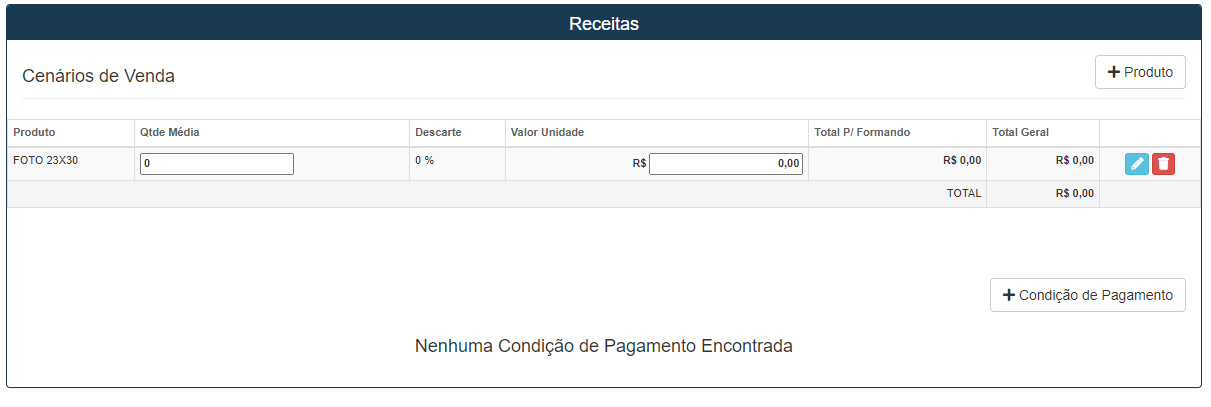 Receitas
Cenários de Venda
+ Produto
Produto Qtde Média Descarte Valor Unidade Total P/ Formando Total Geral
FOTO 23X30 0 0 % R$ 0,00 R$ 0,00 R$ 0,00
TOTAL R$ 0,00
+ Condição de Pagamento
Nenhuma Condição de Pagamento Encontrada